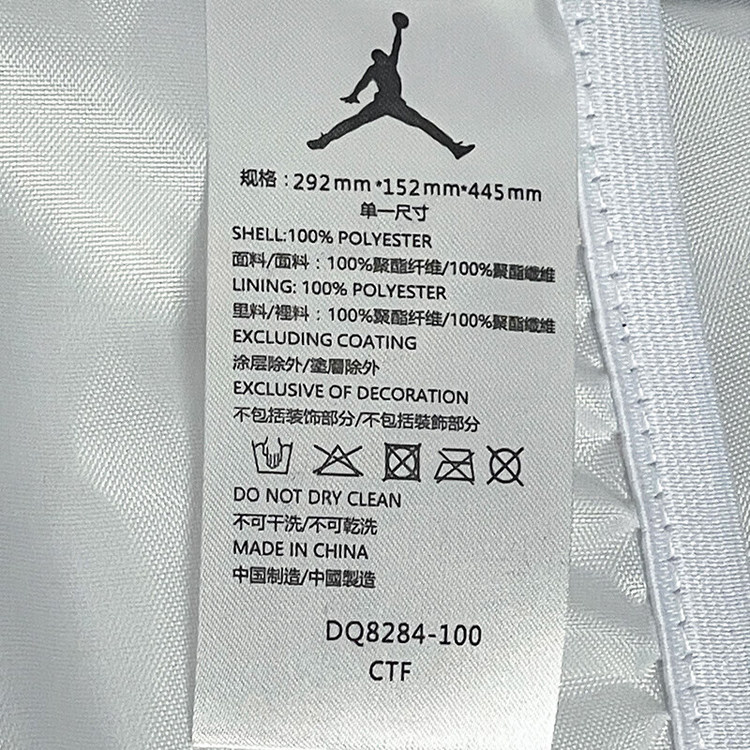 规格：292mm*152mm*445mm
单一尺寸
SHELL:100% POLYESTER
面料/面料：100%聚酯纤维/100%聚酯纖維
LINING: 100% POLYESTER
里料/裡料：100%聚酯纤维/100%聚酯纖維
EXCLUDING COATING
涂层除外/塗層除外
EXCLUSIVE OF DECORATION
不包括装饰部分/不包括裝飾部分
DO NOT DRY CLEAN
不可干洗/不可乾洗
MADE IN CHINA
中国制造/中國製造
DQ8284-100
CTF